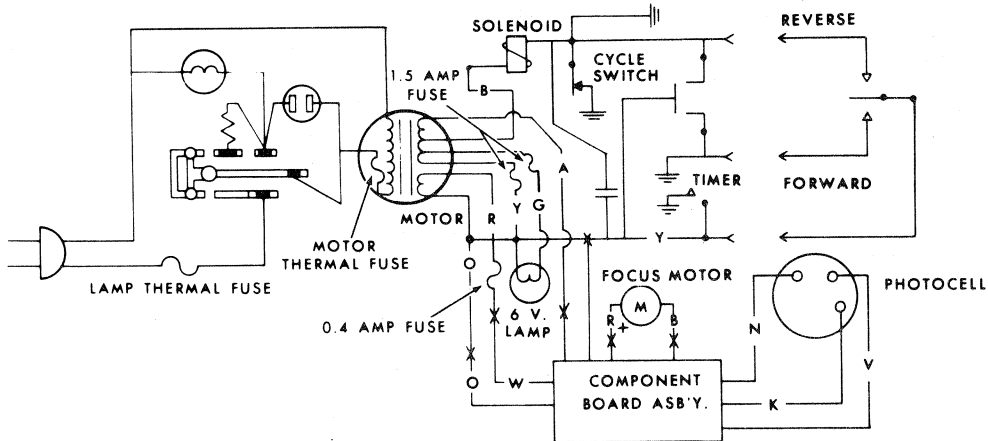 SOLENOID
REVERSE
1.5 AMP
FUSE
CYCLE
SWITCH
B
A
TIMER
FORWARD
R
Y
G
MOTOR
Y
MOTOR
THERMAL FUSE
LAMP THERMAL FUSE
FOCUS MOTOR
PHOTOCELL
R
+
M
B
0.4 AMP FUSE
6 V.
LAMP
N
V
W
COMPONENT
BOARD ASB'Y.
K